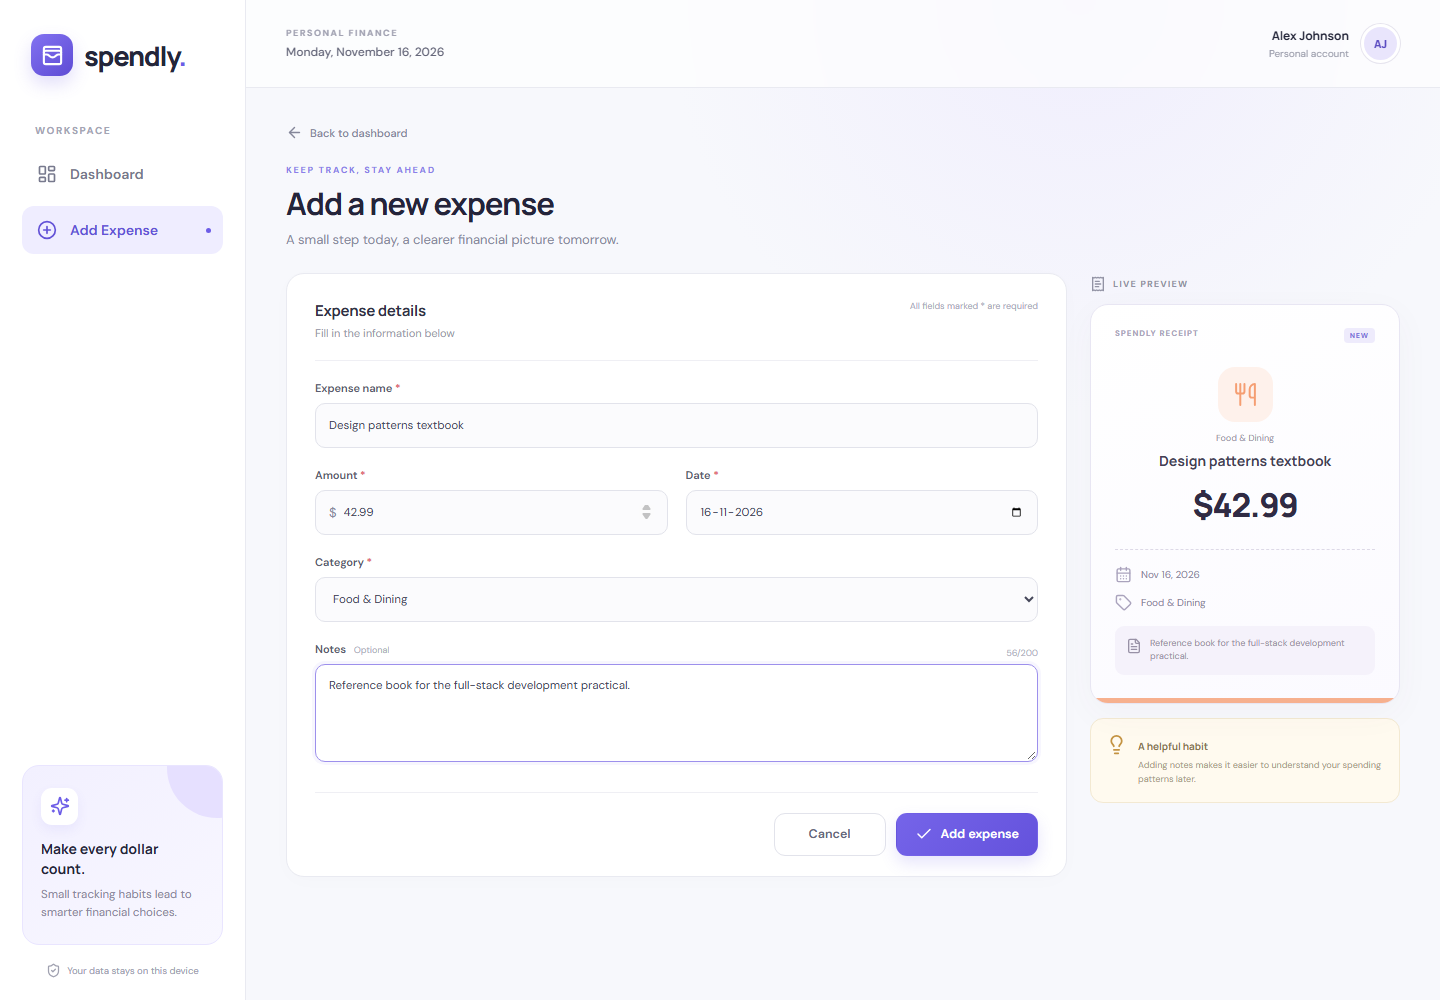 spendly.
WORKSPACE
Dashboard
Add Expense
Make every dollar
count.
Small tracking habits lead to
smarter financial choices.
Your data stays on this device
PERSONAL FINANCE
Monday, November 16, 2026
Alex Johnson
Personal account
AJ
Back to dashboard
KEEP TRACK, STAY AHEAD
Add a new expense
A small step today, a clearer financial picture tomorrow.
Expense details
All fields marked * are required
Fill in the information below
Expense name *
Design patterns textbook
Amount *
$ 42.99
Date *
16-11-2026
Category *
Food & Dining
Notes Optional
56/200
Reference book for the full-stack development practical.
Cancel
Add expense
LIVE PREVIEW
SPENDLY RECEIPT
NEW
Food & Dining
Design patterns textbook
$42.99
Nov 16, 2026
Food & Dining
Reference book for the full-stack development
practical.
A helpful habit
Adding notes makes it easier to understand your spending
patterns later.